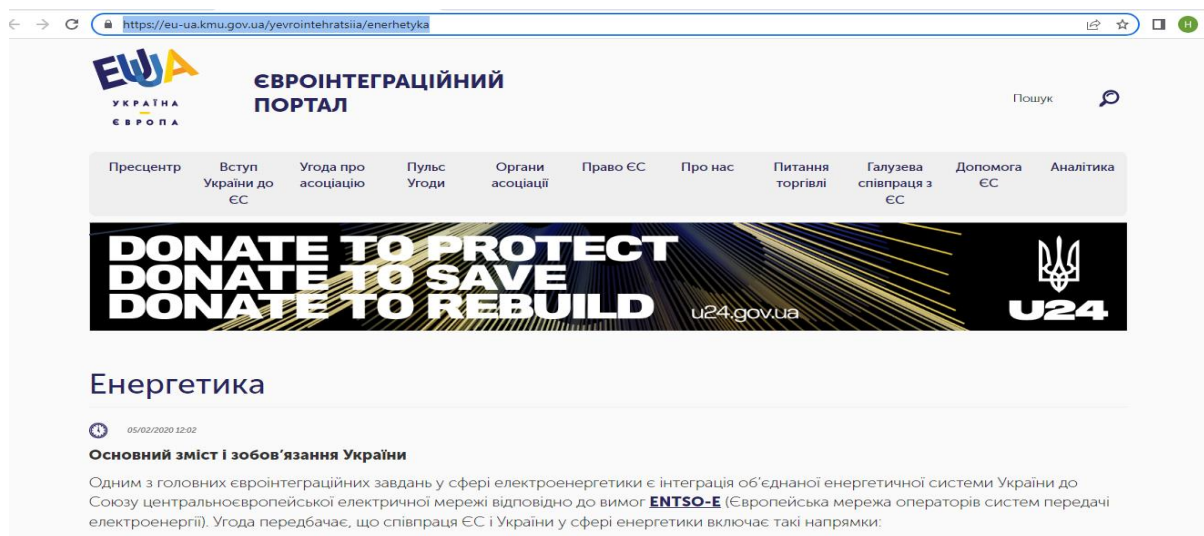 https://eu-ua.kmu.gov.ua/yevrointehratsiia/enerhetyka
H
EUUA
УКРАЇНА
ЄВРОПА
ЄВРОІНТЕГРАЦІЙНИЙ
ПОРТАЛ
Пошук
Пресцентр
Вступ
України до
ЄС
Угода про
асоціацію
Пульс
Угоди
Органи
асоціації
Право ЄС
Про нас
Питання
торгівлі
Галузева
співпраця з
ЄС
Допомога
ЄС
Аналітика
DONATE TO PROTECT
DONATE TO SAVE
DONATE TO REBUILD
u24.gov.ua
U24
Енергетика
05/02/2020 12:02
Основний зміст і зобов’язання України
Одним з головних євроінтеграційних завдань у сфері електроенергетики є інтеграція об’єднаної енергетичної системи України до
Союзу центральноєвропейської електричної мережі відповідно до вимог ENTSO-E (Європейська мережа операторів систем передачі
електроенергії). Угода передбачає, що співпраця ЄС і України у сфері енергетики включає такі напрямки: